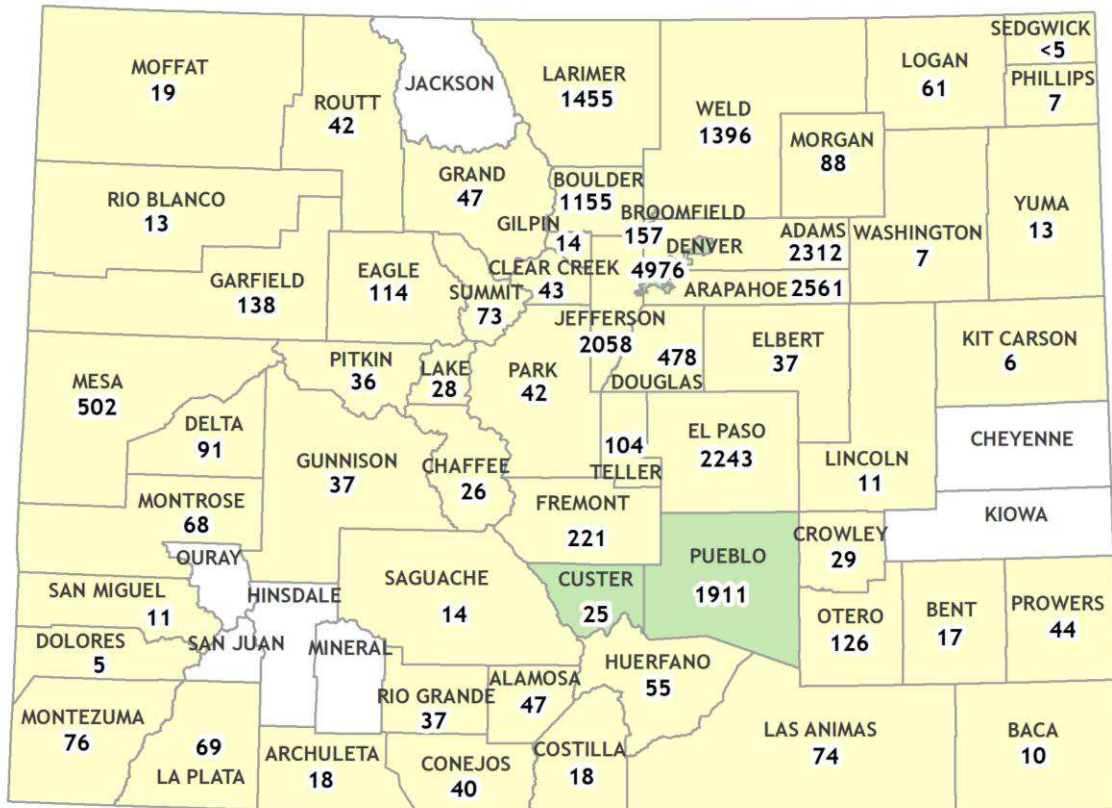 MOFFAT
19
ROUTT
42
JACKSON
LARIMER
1455
WELD
1396
LOGAN
61
SEDGWICK
<5
PHILLIPS
7
MORGAN
88
RIO BLANCO
13
GRAND
47
BOULDER
1155
GILPIN
14
BROOMFIELD
157
DENVER
4976
ADAMS
2312
WASHINGTON
7
YUMA
13
GARFIELD
138
EAGLE
114
SUMMIT
73
CLEAR CREEK
43
ARAPAHOE 2561
JEFFERSON
2058
478
DOUGLAS
ELBERT
37
KIT CARSON
6
MESA
502
PITKIN
36
LAKE
28
PARK
42
DELTA
91
GUNNISON
37
CHAFFEE
26
104
TELLER
EL PASO
2243
LINCOLN
11
CHEYENNE
MONTROSE
68
FREMONT
221
KIOWA
OURAY
PUEBLO
1911
CROWLEY
29
SAN MIGUEL
11
HINSDALE
SAGUACHE
14
CUSTER
25
OTERO
126
BENT
17
PROWERS
44
DOLORES
5
SAN JUAN
MINERAL
RIO GRANDE
37
ALAMOSA
47
HUERFANO
55
MONTEZUMA
76
69
LA PLATA
ARCHULETA
18
CONEJOS
40
COSTILLA
18
LAS ANIMAS
74
BACA
10